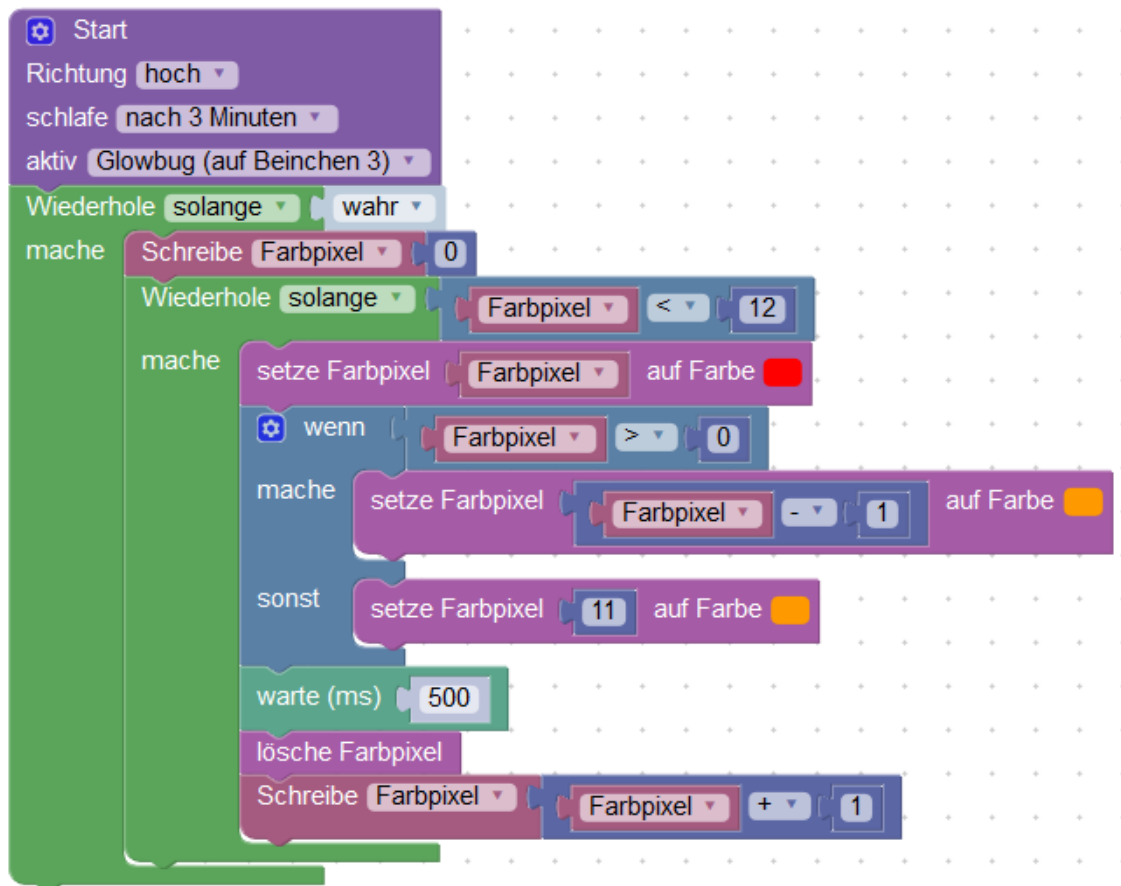 Start
Richtung hoch
schlafe nach 3 Minuten
aktiv Glowbug (auf Beinchen 3)
Wiederhole solange wahr
mache Schreibe Farbpixel 0
Wiederhole solange Farbpixel < 12
mache setze Farbpixel Farbpixel auf Farbe
wenn Farbpixel > 0
mache setze Farbpixel Farbpixel - 1 auf Farbe
sonst setze Farbpixel 11 auf Farbe
warte (ms) 500
lösche Farbpixel
Schreibe Farbpixel Farbpixel + 1